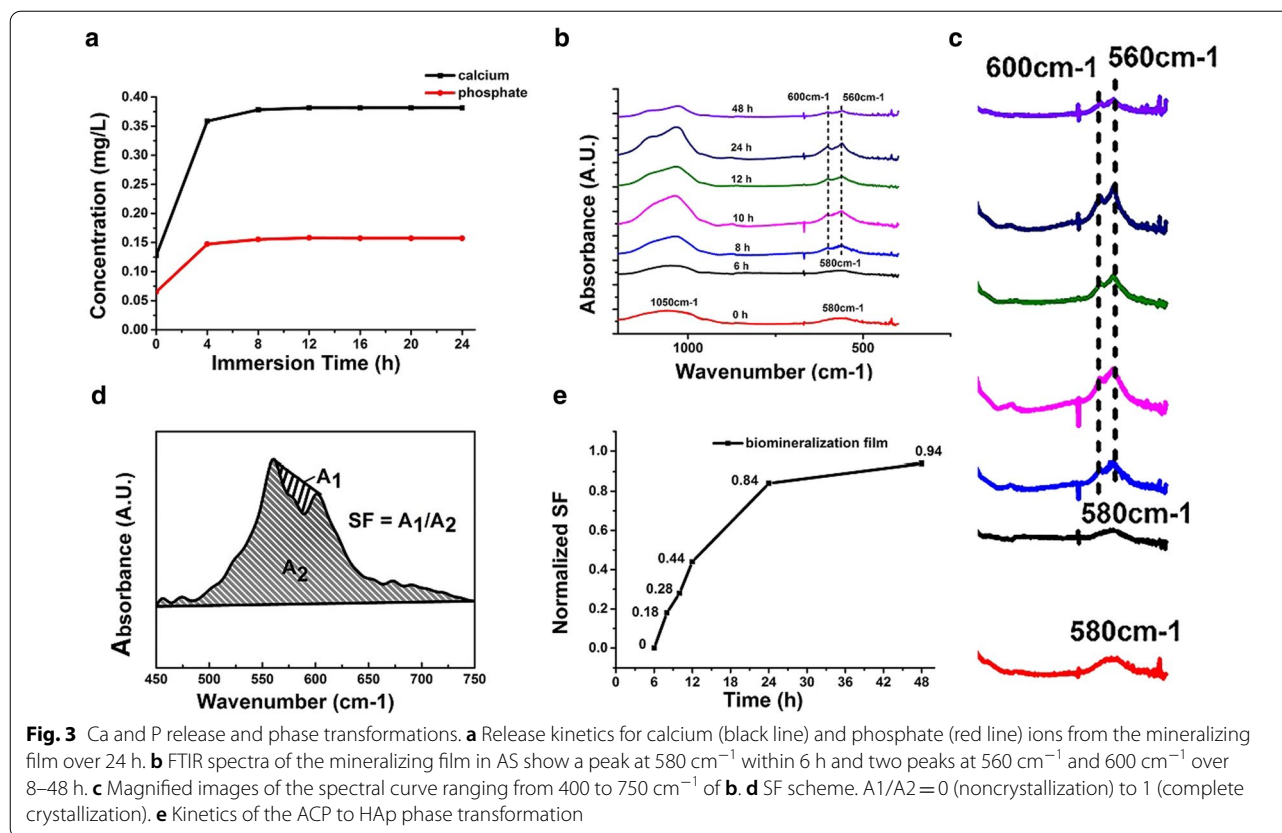 a
calcium
phosphate
0.40
0.35
0.30
0.25
0.20
0.15
0.10
0.05
0.00
Concentration (mg/L)
0 4 8 12 16 20 24
Immersion Time (h)
b
600cm-1 560cm-1
48 h
24 h
12 h
10 h
8 h
6 h
580cm-1
1050cm-1
0 h
580cm-1
Absorbance (A.U.)
1000 500
Wavenumber (cm-1)
c
600cm-1
560cm-1
580cm-1
580cm-1
d
A1
SF = A1/A2
A2
Absorbance (A.U.)
450 500 550 600 650 700 750
Wavenumber (cm-1)
e
biomineralization film
1.0
0.8
0.6
0.4
0.2
0.0
Normalized SF
0
0.18
0.28
0.44
0.84
0.94
0 6 12 18 24 30 36 42 48
Time (h)
Fig. 3 Ca and P release and phase transformations. a Release kinetics for calcium (black line) and phosphate (red line) ions from the mineralizing
film over 24 h. b FTIR spectra of the mineralizing film in AS show a peak at 580 cm−1 within 6 h and two peaks at 560 cm−1 and 600 cm−1 over
8–48 h. c Magnified images of the spectral curve ranging from 400 to 750 cm−1 of b. d SF scheme. A1/A2 = 0 (noncrystallization) to 1 (complete
crystallization). e Kinetics of the ACP to HAp phase transformation